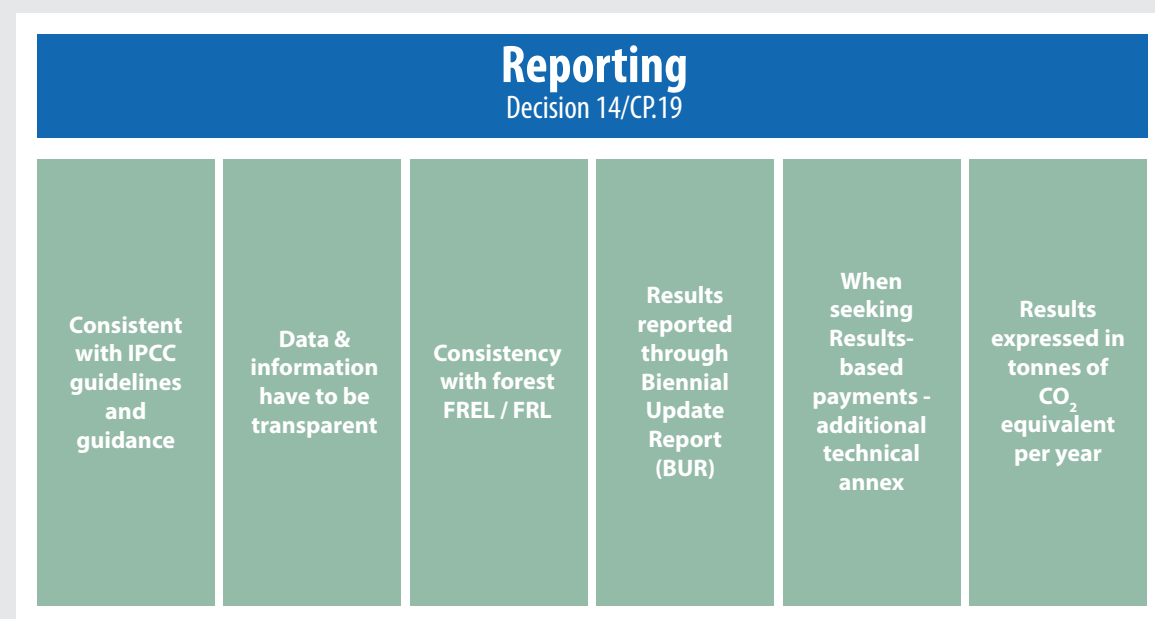 Reporting
Decision 14/CP.19
Consistent
with IPCC
guidelines
and
guidance
Data &
information
have to be
transparent
Consistency
with forest
FREL / FRL
Results
reported
through
Biennial
Update
Report
(BUR)
When
seeking
Results-
based
payments -
additional
technical
annex
Results
expressed in
tonnes of
CO₂
equivalent
per year